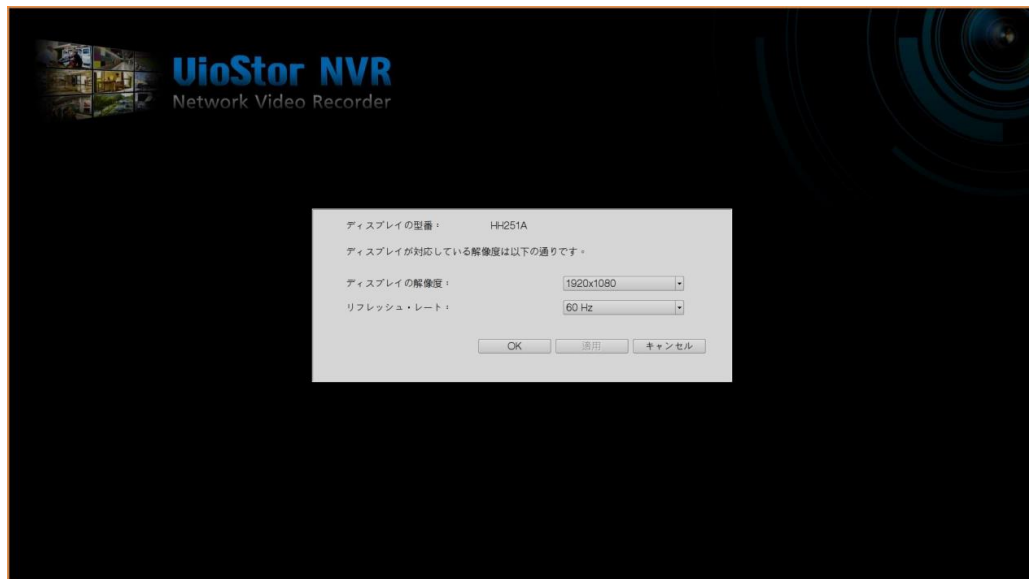 VioStor NVR
Network Video Recorder
ディスプレイの型番： HH251A
ディスプレイが対応している解像度は以下の通りです。
ディスプレイの解像度： 1920x1080
リフレッシュ・レート： 60 Hz
OK 適用 キャンセル